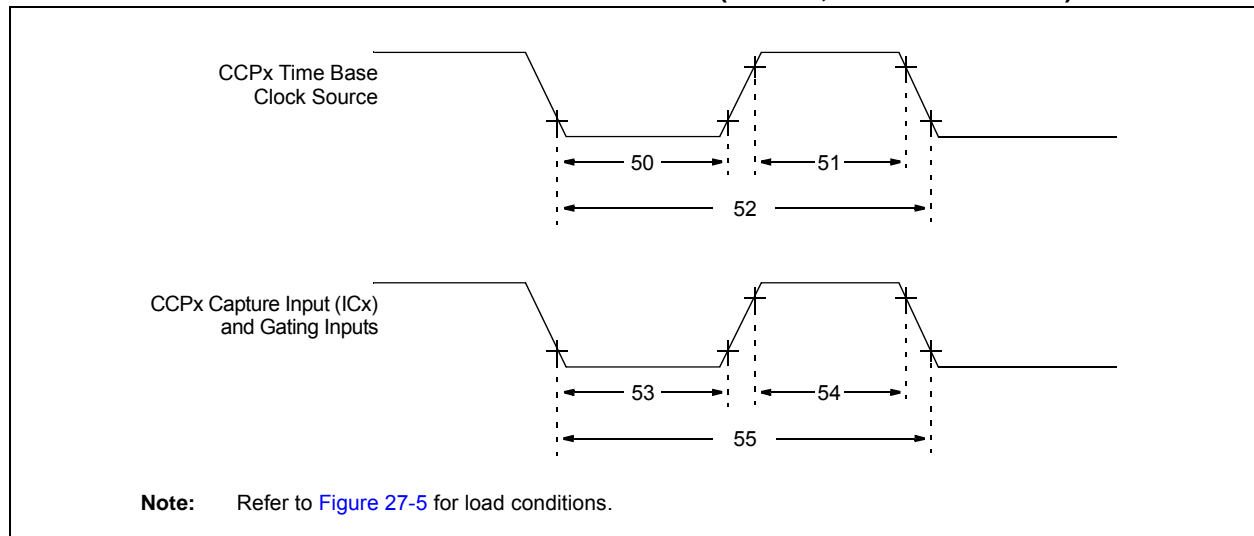 CCPx Time Base
Clock Source
50
51
52
CCPx Capture Input (ICx)
and Gating Inputs
53
54
55
Note: Refer to Figure 27-5 for load conditions.